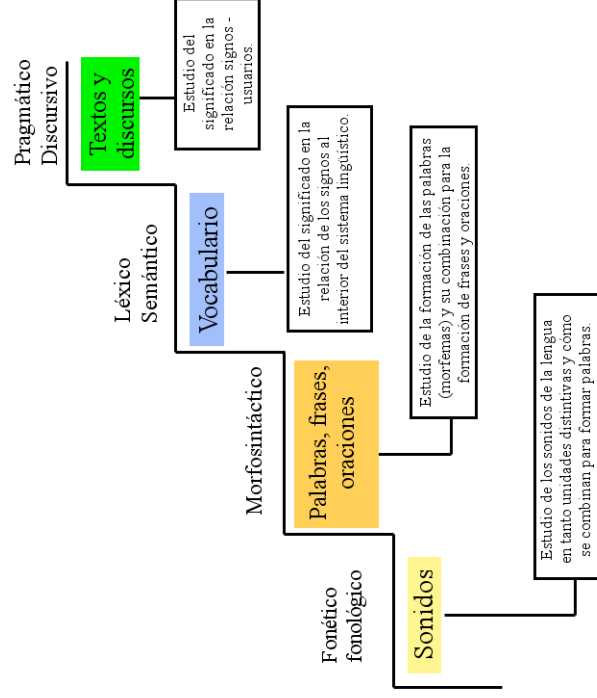 Pragmático
Discursivo
Textos y
discursos
Estudio del
significado en la
relación signos -
usuarios.
Léxico
Semántico
Vocabulario
Estudio del significado en la
relación de los signos al
interior del sistema lingüístico.
Morfosintáctico
Palabras, frases,
oraciones
Estudio de la formación de las palabras
(morfemas) y su combinación para la
formación de frases y oraciones.
Fonético
fonológico
Sonidos
Estudio de los sonidos de la lengua
en tanto unidades distintivas y cómo
se combinan para formar palabras.